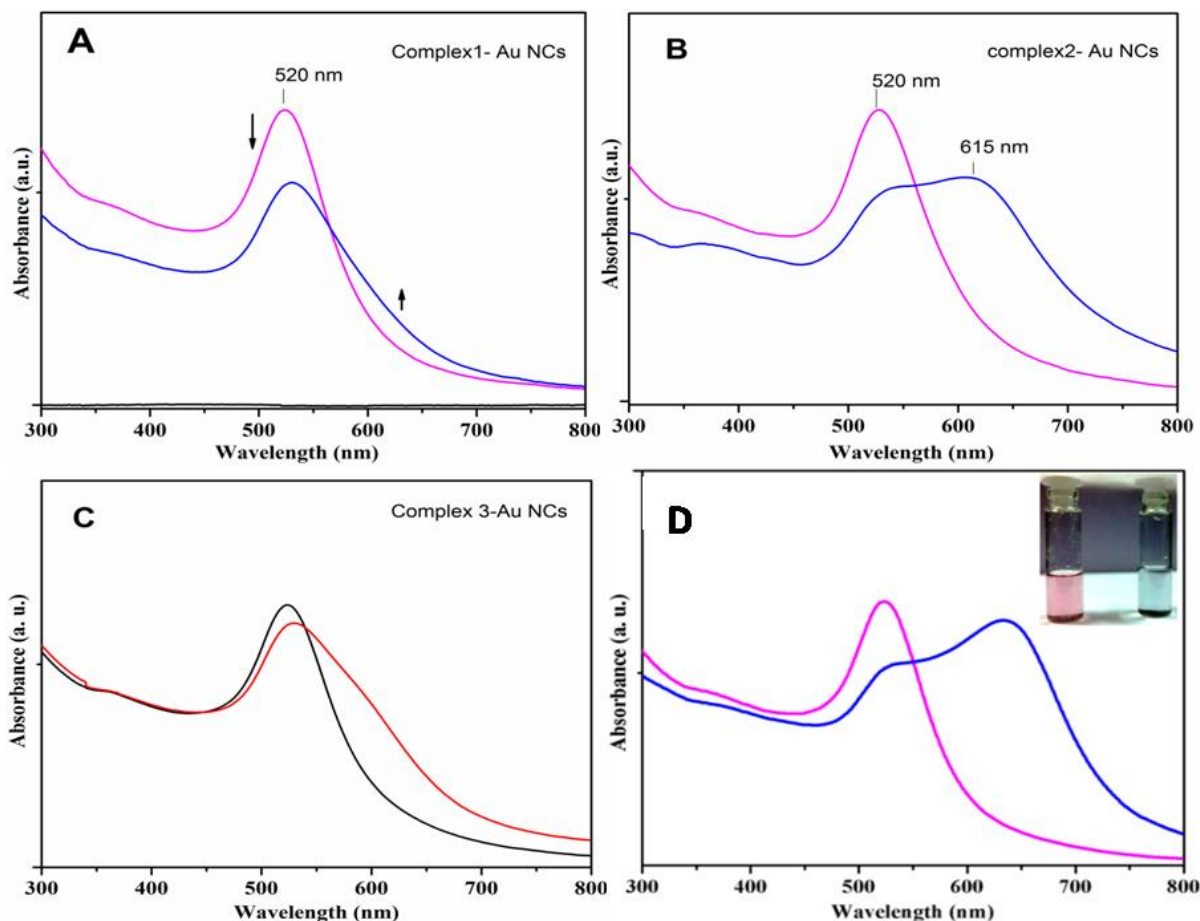 A
Complex1- Au NCs
520 nm
Absorbance (a.u.)
300 400 500 600 700 800
Wavelength (nm)
B
complex2- Au NCs
520 nm
615 nm
Absorbance (a.u.)
300 400 500 600 700 800
Wavelength (nm)
C
Complex 3-Au NCs
Absorbance (a. u.)
300 400 500 600 700 800
Wavelength (nm)
D
Absorbance (a. u.)
300 400 500 600 700 800
Wavelength (nm)